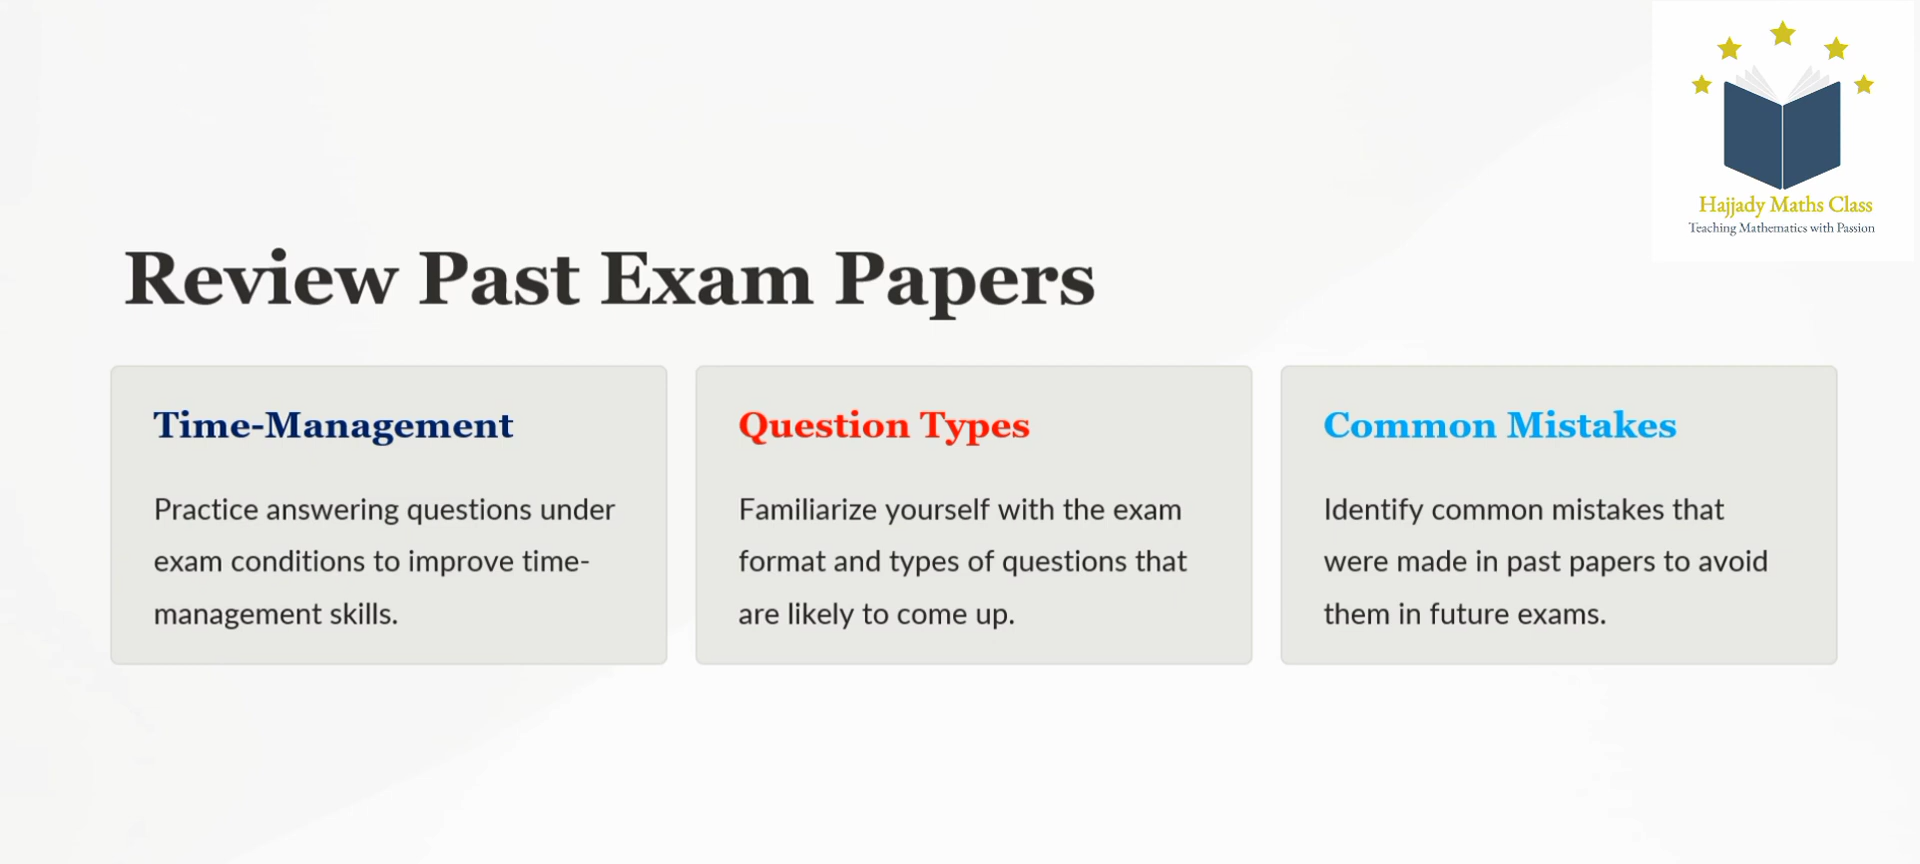 Hajjady Maths Class
Teaching Mathematics with Passion
Review Past Exam Papers
Time-Management
Practice answering questions under
exam conditions to improve time-
management skills.
Question Types
Familiarize yourself with the exam
format and types of questions that
are likely to come up.
Common Mistakes
Identify common mistakes that
were made in past papers to avoid
them in future exams.